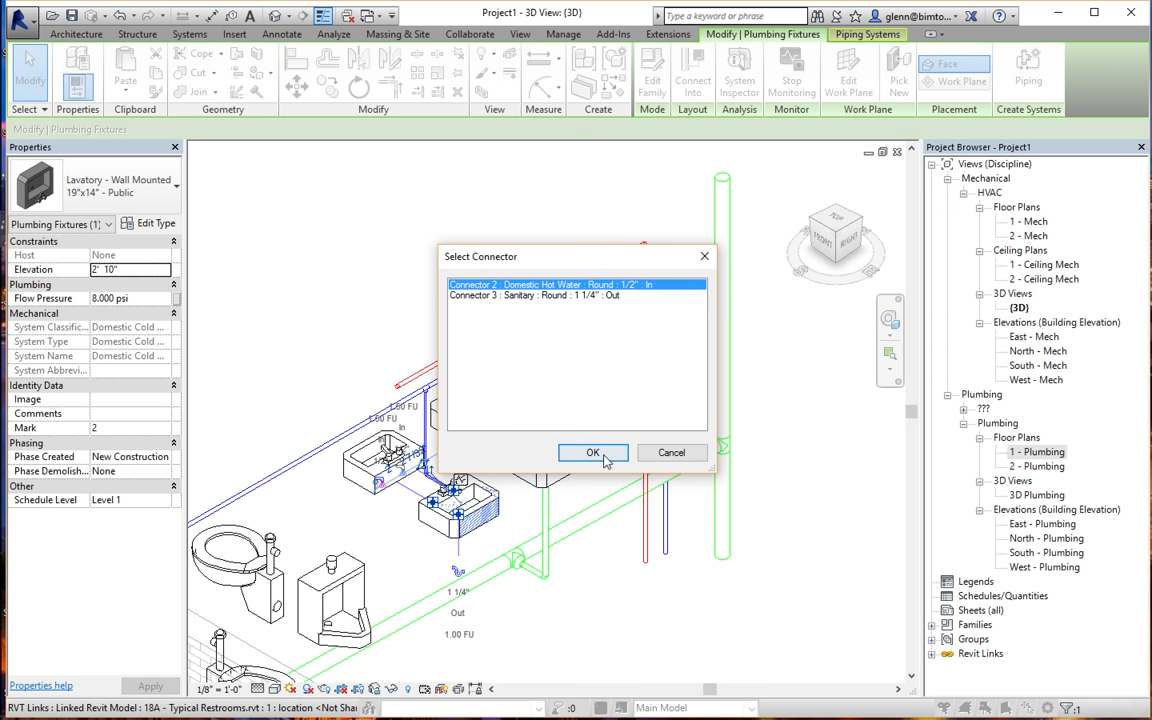 Project1 - 3D View: {3D}
Type a keyword or phrase
glenn@bimto...
Architecture Structure Systems Insert Annotate Analyze Massing & Site Collaborate View Manage Add-Ins Extensions Modify | Plumbing Fixtures Piping Systems
Modify
Paste
Cope
Cut
Join
Edit Family
Connect Into
System Inspector
Stop Monitoring
Edit Work Plane
Pick New
Face
Work Plane
Piping
Select Properties Clipboard Geometry Modify View Measure Create Mode Layout Analysis Monitor Work Plane Placement Create Systems
Modify | Plumbing Fixtures
Properties
Lavatory - Wall Mounted
19"x14" - Public
Plumbing Fixtures (1) Edit Type
Constraints
Host None
Elevation 2' 10"
Plumbing
Flow Pressure 8.000 psi
Mechanical
System Classific... Domestic Cold ...
System Type Domestic Cold ...
System Name Domestic Cold ...
System Abbrevi...
Identity Data
Image
Comments
Mark 2
Phasing
Phase Created New Construction
Phase Demolish... None
Other
Schedule Level Level 1
Properties help Apply
TOP
FRONT
RIGHT
Select Connector
Connector 2 : Domestic Hot Water : Round : 1/2" : In
Connector 3 : Sanitary : Round : 1 1/4" : Out
OK Cancel
1.00 FU
1.00 FU
In
1 1/4"
Out
1.00 FU
Project Browser - Project1
Views (Discipline)
Mechanical
HVAC
Floor Plans
1 - Mech
2 - Mech
Ceiling Plans
1 - Ceiling Mech
2 - Ceiling Mech
3D Views
{3D}
Elevations (Building Elevation)
East - Mech
North - Mech
South - Mech
West - Mech
Plumbing
???
Plumbing
Floor Plans
1 - Plumbing
2 - Plumbing
3D Views
3D Plumbing
Elevations (Building Elevation)
East - Plumbing
North - Plumbing
South - Plumbing
West - Plumbing
Legends
Schedules/Quantities
Sheets (all)
Families
Groups
Revit Links
1/8" = 1'-0"
RVT Links : Linked Revit Model : 18A - Typical Restrooms.rvt : 1 : location <Not Shar
:0
Main Model
:1